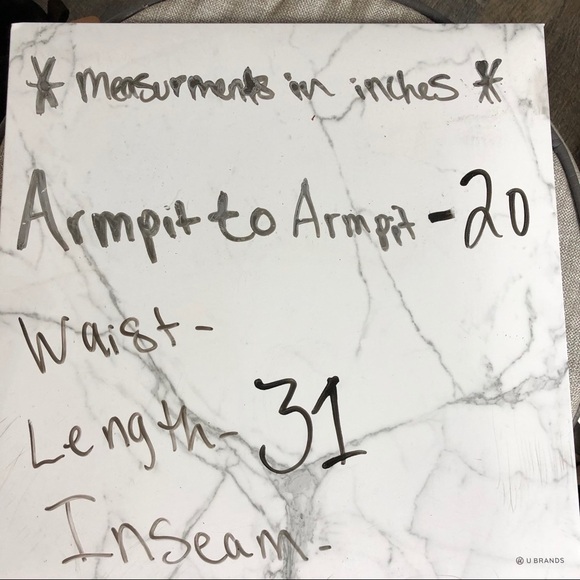 * Measurments in inches *
Armpit to Armpit - 20
Waist -
Length - 31
Inseam -
U BRANDS